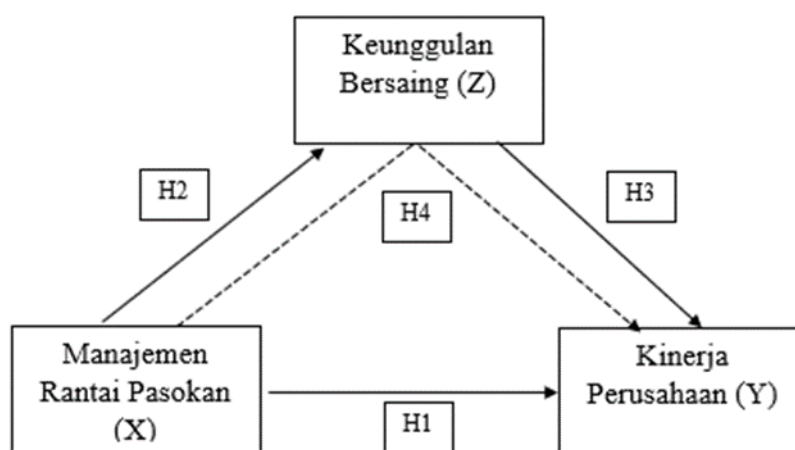 Keunggulan
Bersaing (Z)
H2
H4
H3
Manajemen
Rantai Pasokan
(X)
H1
Kinerja
Perusahaan (Y)